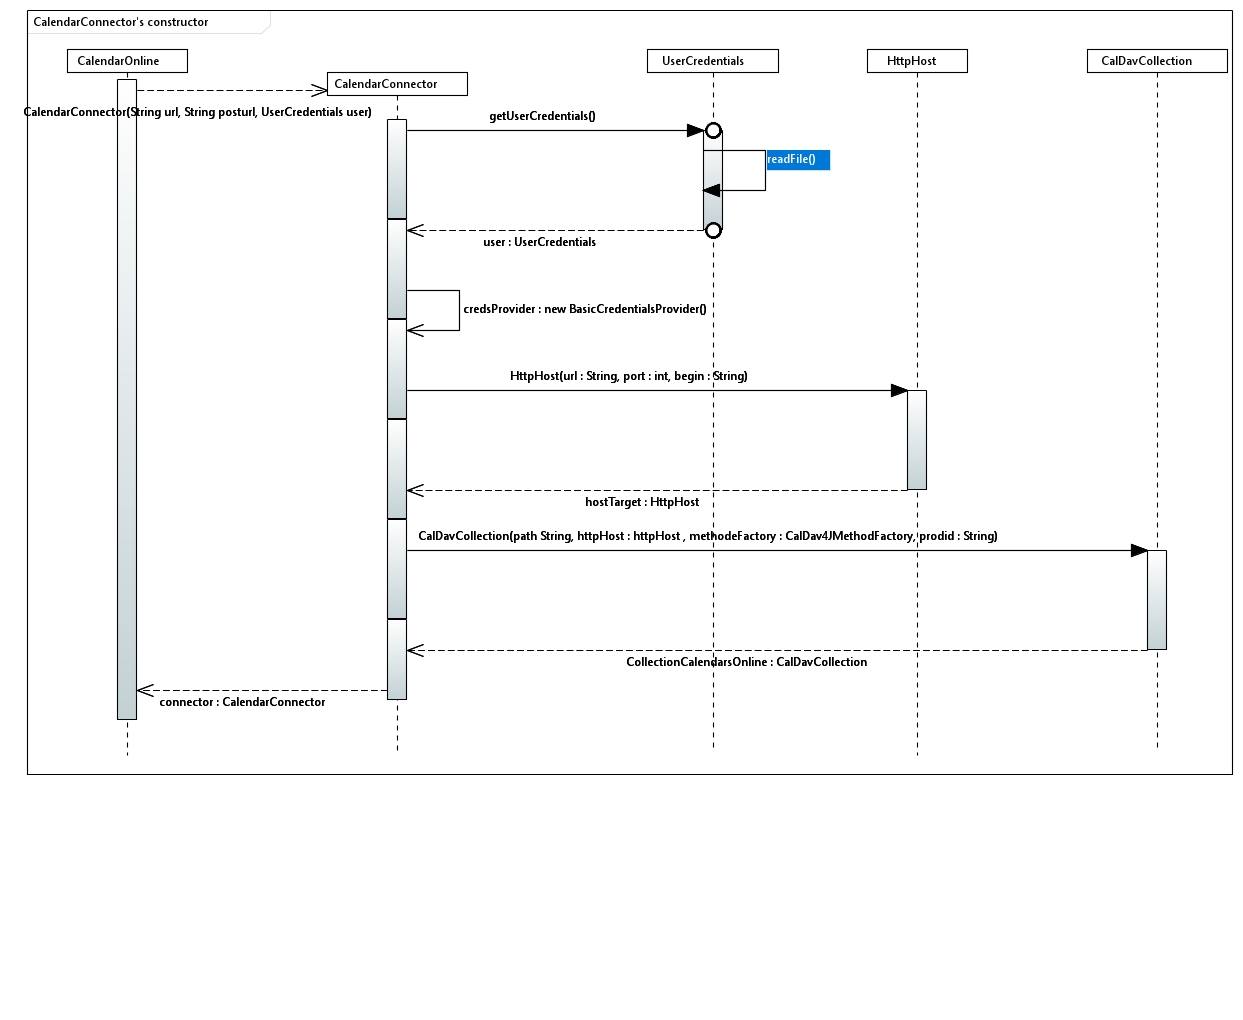 CalendarConnector's constructor
CalendarOnline
UserCredentials
HttpHost
CalDavCollection
CalendarConnector
CalendarConnector(String url, String posturl, UserCredentials user)
getUserCredentials()
readFile()
user : UserCredentials
credsProvider : new BasicCredentialsProvider()
HttpHost(url : String, port : int, begin : String)
hostTarget : HttpHost
CalDavCollection(path String, httpHost : httpHost , methodeFactory : CalDav4JMethodFactory, prodid : String)
CollectionCalendarsOnline : CalDavCollection
connector : CalendarConnector